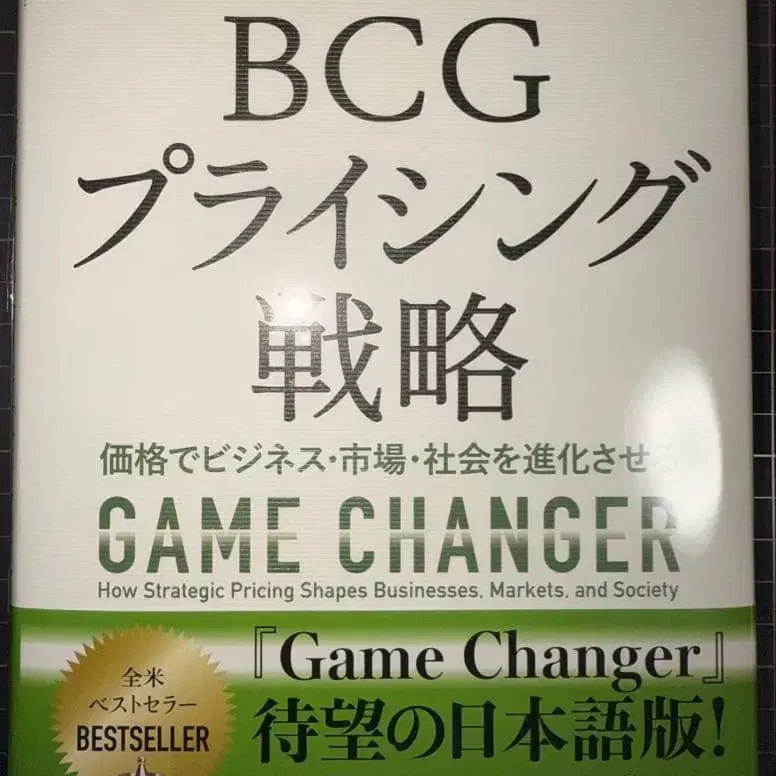 BCG
プライシング
戦略
価格でビジネス・市場・社会を進化させる
GAME CHANGER
How Strategic Pricing Shapes Businesses, Markets, and Society
『Game Changer』
待望の日本語版!
全米
ベストセラー
BESTSELLER